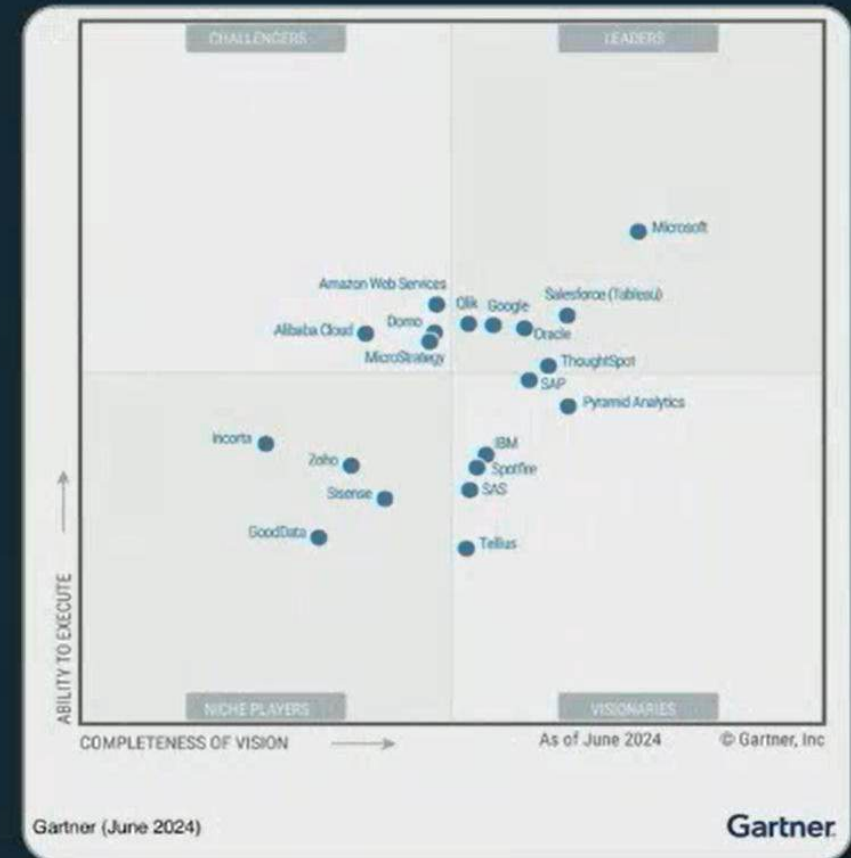 CHALLENGERS
LEADERS
Microsoft
Amazon Web Services
Qlik
Google
Salesforce (Tableau)
Alibaba Cloud
Domo
Oracle
MicroStrategy
ThoughtSpot
SAP
Pyramid Analytics
Incorta
IBM
Zoho
Spotfire
Sisense
SAS
GoodData
Tellius
ABILITY TO EXECUTE
NICHE PLAYERS
VISIONARIES
COMPLETENESS OF VISION
As of June 2024
© Gartner, Inc
Gartner (June 2024)
Gartner